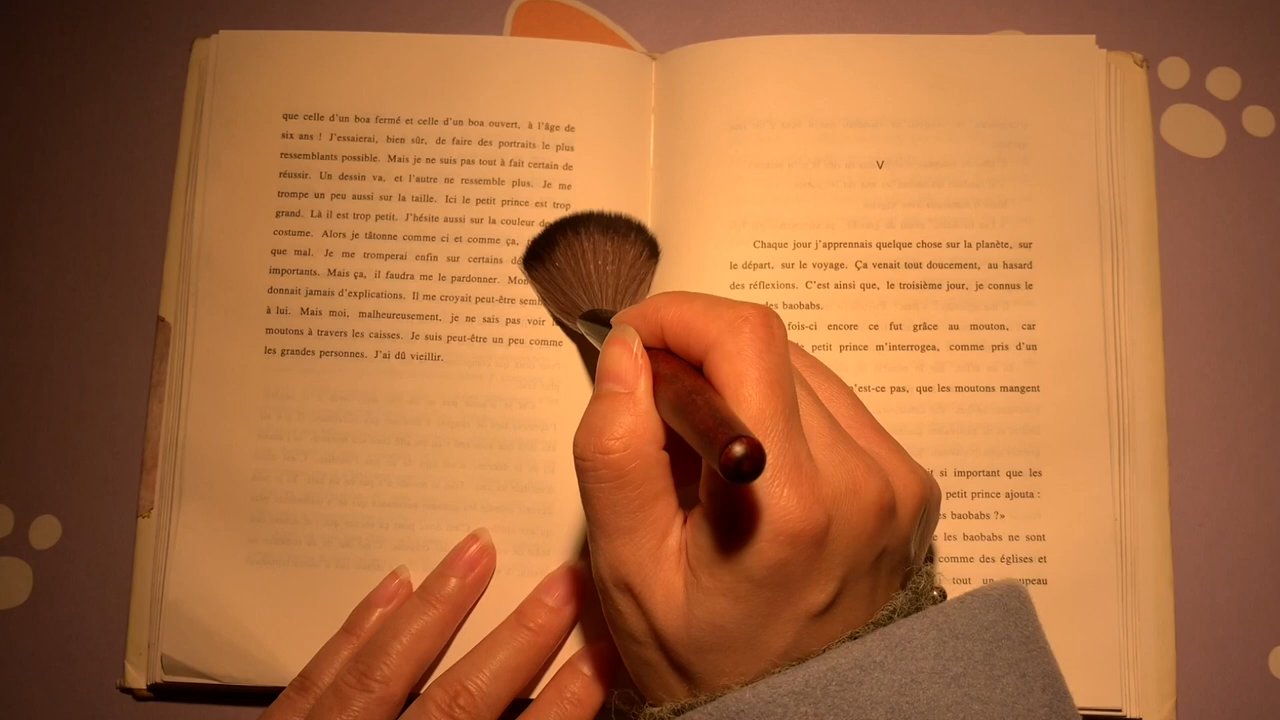 que celle d'un boa fermé et celle d'un boa ouvert, à l'âge de
six ans ! J'essaierai, bien sûr, de faire des portraits le plus
ressemblants possible. Mais je ne suis pas tout à fait certain de
réussir. Un dessin va, et l'autre ne ressemble plus. Je me
trompe un peu aussi sur la taille. Ici le petit prince est trop
grand. Là il est trop petit. J'hésite aussi sur la couleur
costume. Alors je tâtonne comme ci et comme ça,
que mal. Je me tromperai enfin sur certains
importants. Mais ça, il faudra me le pardonner.
donnait jamais d'explications. Il me croyait peut-être
à lui. Mais moi, malheureusement, je ne sais pas voir
moutons à travers les caisses. Je suis peut-être un peu comme
les grandes personnes. J'ai dû vieillir.
V
Chaque jour j'apprennais quelque chose sur la planète, sur
le départ, sur le voyage. Ça venait tout doucement, au hasard
des réflexions. C'est ainsi que, le troisième jour, je connus le
des baobabs.
fois-ci encore ce fut grâce au mouton, car
petit prince m'interrogea, comme pris d'un
n'est-ce pas, que les moutons mangent
si important que les
petit prince ajouta :
baobabs ?»
les baobabs ne sont
comme des églises et
tout un